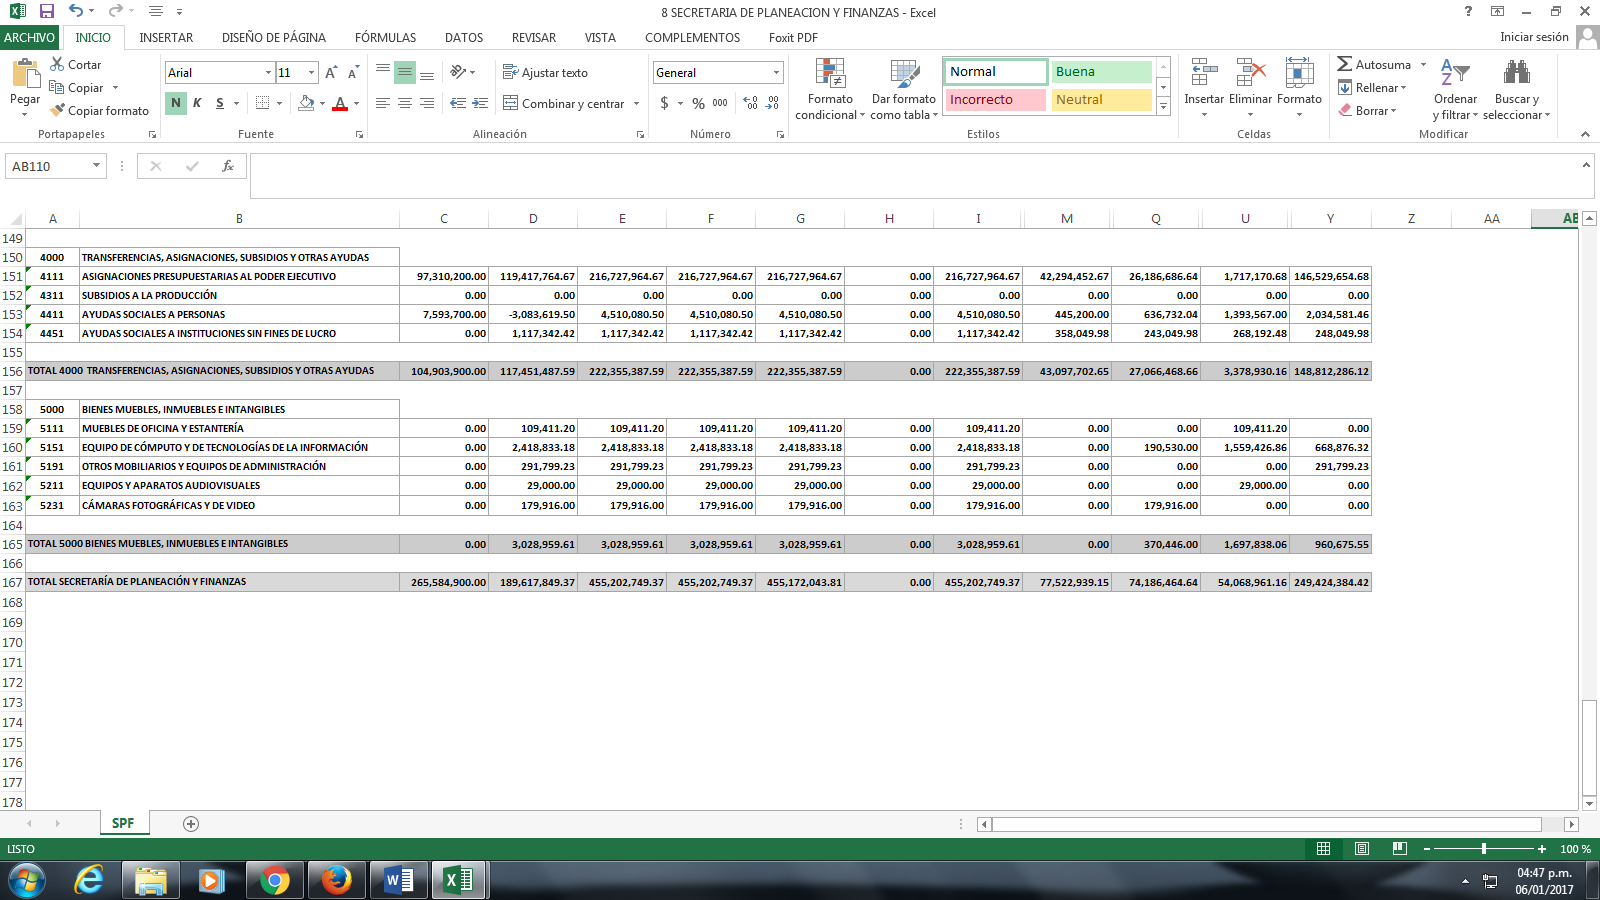 8 SECRETARIA DE PLANEACION Y FINANZAS - Excel
ARCHIVO INICIO INSERTAR DISEÑO DE PÁGINA FÓRMULAS DATOS REVISAR VISTA COMPLEMENTOS Foxit PDF Iniciar sesión
Pegar Cortar Copiar Copiar formato
Portapapeles
Arial 11 N K S A
Fuente
Ajustar texto
Combinar y centrar
Alineación
General
$ % 000
Número
Formato condicional
Dar formato como tabla
Normal Buena
Incorrecto Neutral
Estilos
Insertar Eliminar Formato
Celdas
Autosuma
Rellenar
Borrar
Ordenar y filtrar
Buscar y seleccionar
Modificar
AB110 fx
A B C D E F G H I M Q U Y Z AA AB
149
150 4000 TRANSFERENCIAS, ASIGNACIONES, SUBSIDIOS Y OTRAS AYUDAS
151 4111 ASIGNACIONES PRESUPUESTARIAS AL PODER EJECUTIVO 97,310,200.00 119,417,764.67 216,727,964.67 216,727,964.67 216,727,964.67 0.00 216,727,964.67 42,294,452.67 26,186,686.64 1,717,170.68 146,529,654.68
152 4311 SUBSIDIOS A LA PRODUCCIÓN 0.00 0.00 0.00 0.00 0.00 0.00 0.00 0.00 0.00 0.00 0.00
153 4411 AYUDAS SOCIALES A PERSONAS 7,593,700.00 -3,083,619.50 4,510,080.50 4,510,080.50 4,510,080.50 0.00 4,510,080.50 445,200.00 636,732.04 1,393,567.00 2,034,581.46
154 4451 AYUDAS SOCIALES A INSTITUCIONES SIN FINES DE LUCRO 0.00 1,117,342.42 1,117,342.42 1,117,342.42 1,117,342.42 0.00 1,117,342.42 358,049.98 243,049.98 268,192.48 248,049.98
155
156 TOTAL 4000 TRANSFERENCIAS, ASIGNACIONES, SUBSIDIOS Y OTRAS AYUDAS 104,903,900.00 117,451,487.59 222,355,387.59 222,355,387.59 222,355,387.59 0.00 222,355,387.59 43,097,702.65 27,066,468.66 3,378,930.16 148,812,286.12
157
158 5000 BIENES MUEBLES, INMUEBLES E INTANGIBLES
159 5111 MUEBLES DE OFICINA Y ESTANTERÍA 0.00 109,411.20 109,411.20 109,411.20 109,411.20 0.00 109,411.20 0.00 0.00 109,411.20 0.00
160 5151 EQUIPO DE CÓMPUTO Y DE TECNOLOGÍAS DE LA INFORMACIÓN 0.00 2,418,833.18 2,418,833.18 2,418,833.18 2,418,833.18 0.00 2,418,833.18 0.00 190,530.00 1,559,426.86 668,876.32
161 5191 OTROS MOBILIARIOS Y EQUIPOS DE ADMINISTRACIÓN 0.00 291,799.23 291,799.23 291,799.23 291,799.23 0.00 291,799.23 0.00 0.00 0.00 291,799.23
162 5211 EQUIPOS Y APARATOS AUDIOVISUALES 0.00 29,000.00 29,000.00 29,000.00 29,000.00 0.00 29,000.00 0.00 0.00 29,000.00 0.00
163 5231 CÁMARAS FOTOGRÁFICAS Y DE VIDEO 0.00 179,916.00 179,916.00 179,916.00 179,916.00 0.00 179,916.00 0.00 179,916.00 0.00 0.00
164
165 TOTAL 5000 BIENES MUEBLES, INMUEBLES E INTANGIBLES 0.00 3,028,959.61 3,028,959.61 3,028,959.61 3,028,959.61 0.00 3,028,959.61 0.00 370,446.00 1,697,838.06 960,675.55
166
167 TOTAL SECRETARÍA DE PLANEACIÓN Y FINANZAS 265,584,900.00 189,617,849.37 455,202,749.37 455,202,749.37 455,172,043.81 0.00 455,202,749.37 77,522,939.15 74,186,464.64 54,068,961.16 249,424,384.42
168
169
170
171
172
173
174
175
176
177
178
SPF
LISTO 100 %
04:47 p.m.
06/01/2017